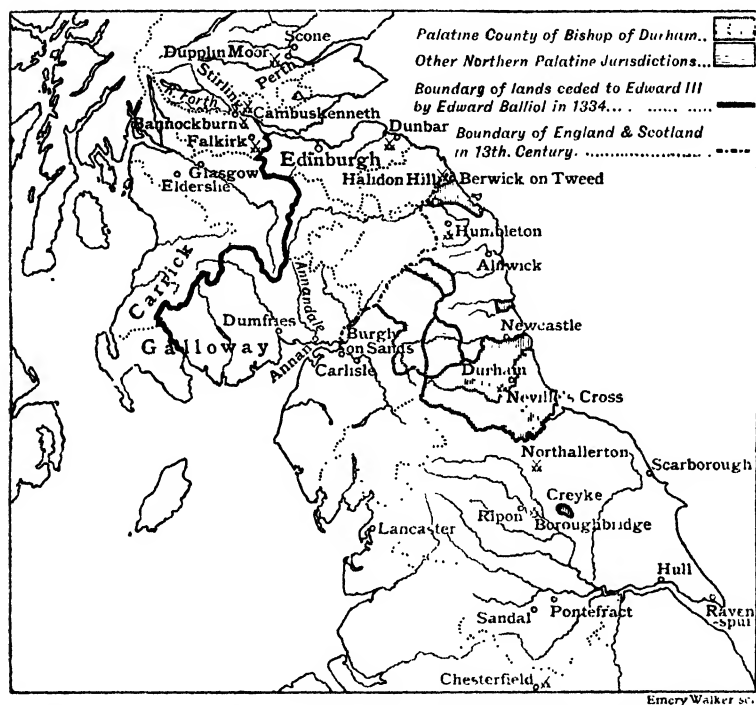 Palatine County of Bishop of Durham..
Other Northern Palatine Jurisdictions...
Boundary of lands ceded to Edward III
by Edward Balliol in 1334... . ...... .....
Boundary of England & Scotland
in 13th. Century. .....................
Scone
Dupplin Moor
Perth
Stirling
R. Forth
Cambuskenneth
Bannockburn
Falkirk
Dunbar
Edinburgh
Glasgow
Elderslie
Halidon Hill
Berwick on Tweed
Humbleton
Alnwick
Carrick
Annandale
Dumfries
Galloway
Annan
Burgh
on Sands
Carlisle
Newcastle
Durham
Neville's Cross
Northallerton
Scarborough
Creyke
Ripon
Boroughbridge
Lancaster
Hull
Sandal
Pontefract
Raven
-spur
Chesterfield
Emery Walker sc.